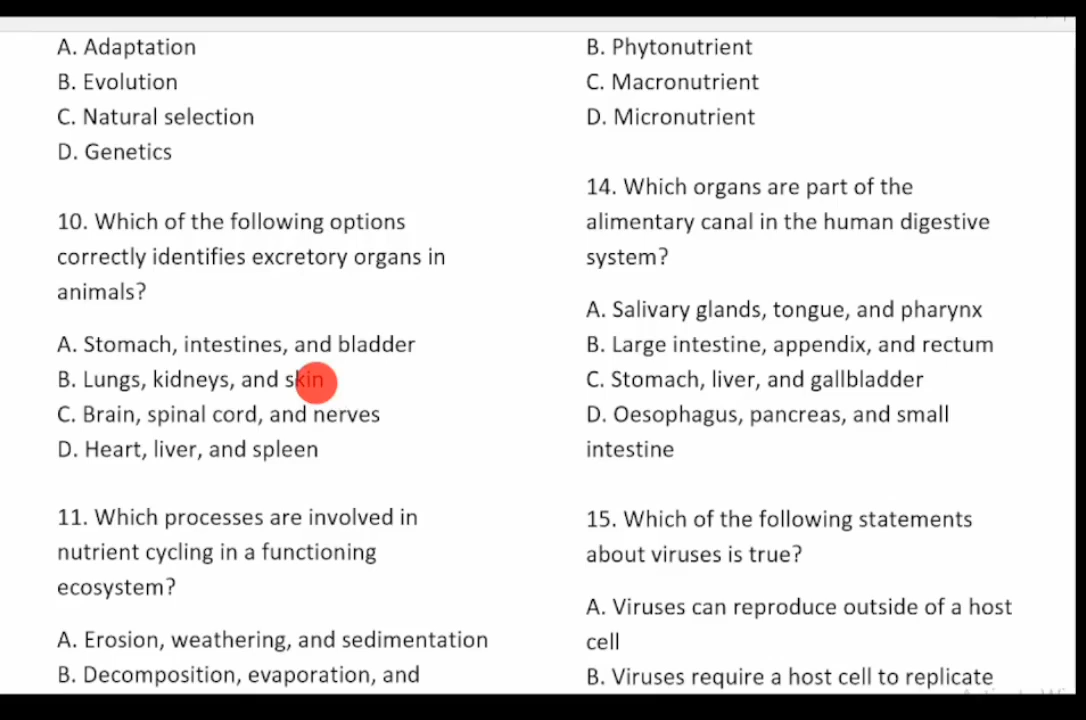 A. Adaptation
B. Evolution
C. Natural selection
D. Genetics
10. Which of the following options
correctly identifies excretory organs in
animals?
A. Stomach, intestines, and bladder
B. Lungs, kidneys, and skin
C. Brain, spinal cord, and nerves
D. Heart, liver, and spleen
11. Which processes are involved in
nutrient cycling in a functioning
ecosystem?
A. Erosion, weathering, and sedimentation
B. Decomposition, evaporation, and
B. Phytonutrient
C. Macronutrient
D. Micronutrient
14. Which organs are part of the
alimentary canal in the human digestive
system?
A. Salivary glands, tongue, and pharynx
B. Large intestine, appendix, and rectum
C. Stomach, liver, and gallbladder
D. Oesophagus, pancreas, and small
intestine
15. Which of the following statements
about viruses is true?
A. Viruses can reproduce outside of a host
cell
B. Viruses require a host cell to replicate